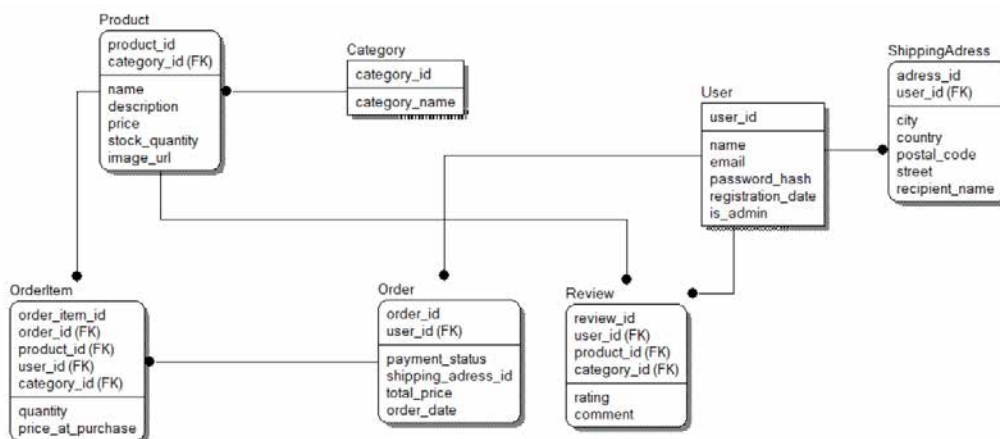 Product
product_id
category_id (FK)
name
description
price
stock_quantity
image_url
Category
category_id
category_name
User
user_id
name
email
password_hash
registration_date
is_admin
ShippingAdress
adress_id
user_id (FK)
city
country
postal_code
street
recipient_name
OrderItem
order_item_id
order_id (FK)
product_id (FK)
user_id (FK)
category_id (FK)
quantity
price_at_purchase
Order
order_id
user_id (FK)
payment_status
shipping_adress_id
total_price
order_date
Review
review_id
user_id (FK)
product_id (FK)
category_id (FK)
rating
comment